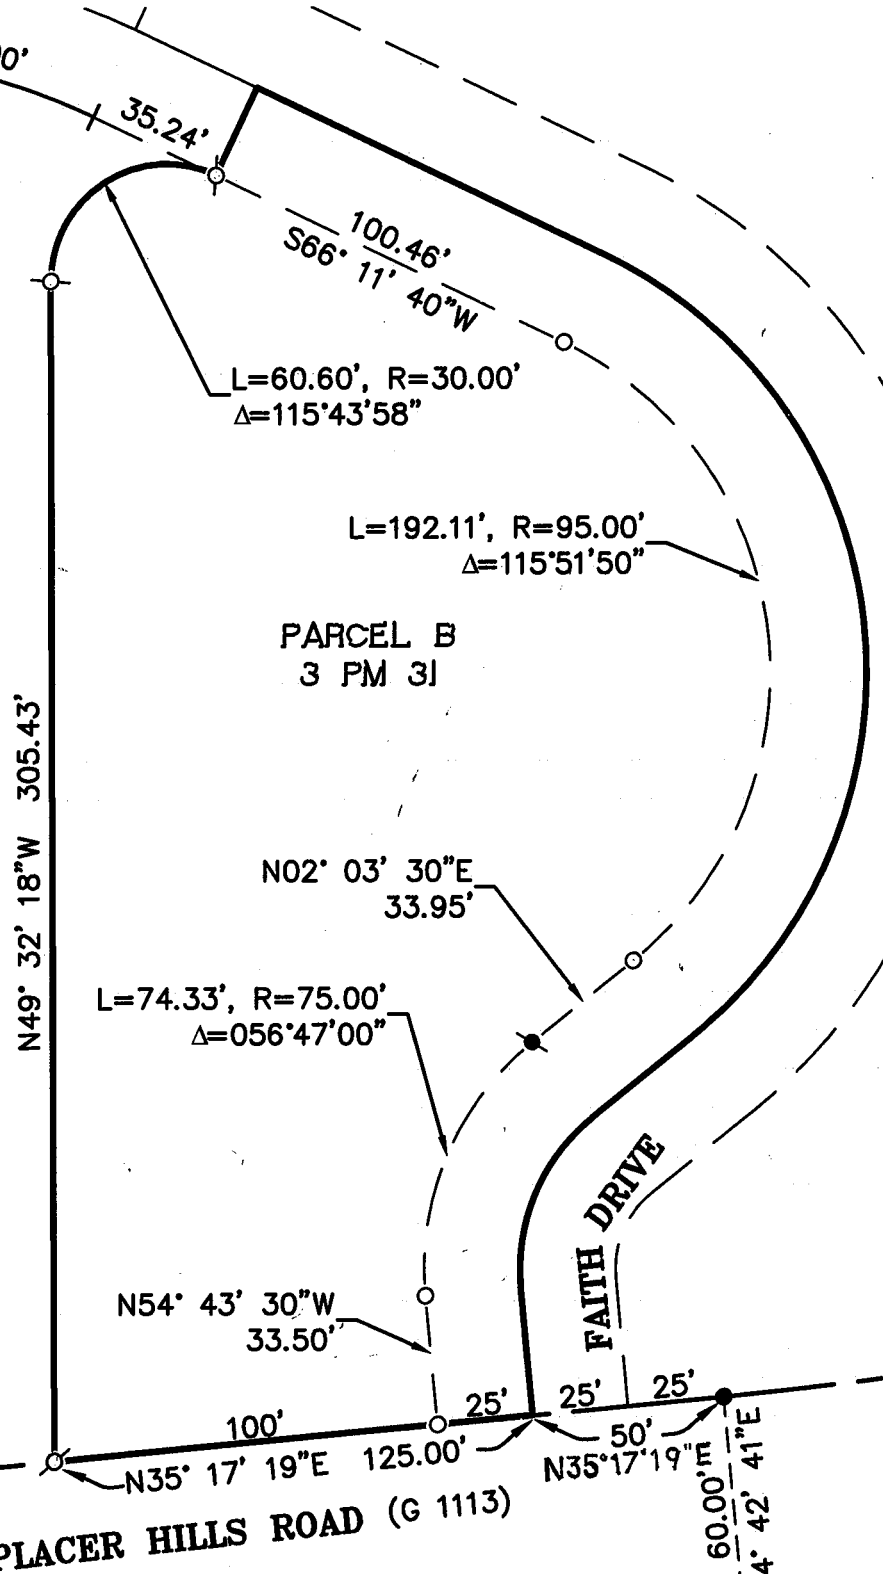 0'
35.24'
100.46'
S66° 11' 40"W
L=60.60', R=30.00'
Δ=115°43'58"
L=192.11', R=95.00'
Δ=115°51'50"
PARCEL B
3 PM 31
N49° 32' 18"W 305.43'
N02° 03' 30"E
33.95'
L=74.33', R=75.00'
Δ=056°47'00"
FAITH DRIVE
N54° 43' 30"W
33.50'
100'
25'
25'
25'
N35° 17' 19"E 125.00'
50'
N35°17'19"E
60.00'
4° 42' 41"E
PLACER HILLS ROAD (G 1113)